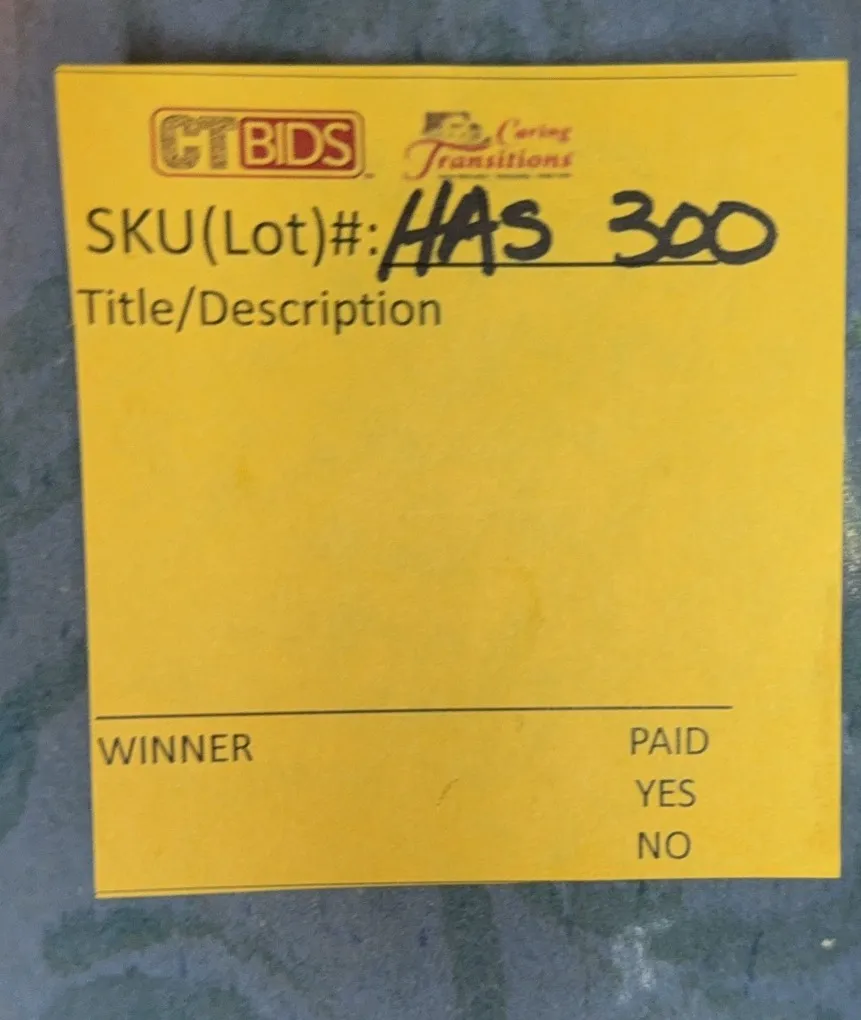 CTBIDS
Caring
Transitions
SKU(Lot)#: HAS 300
Title/Description
WINNER
PAID
YES
NO